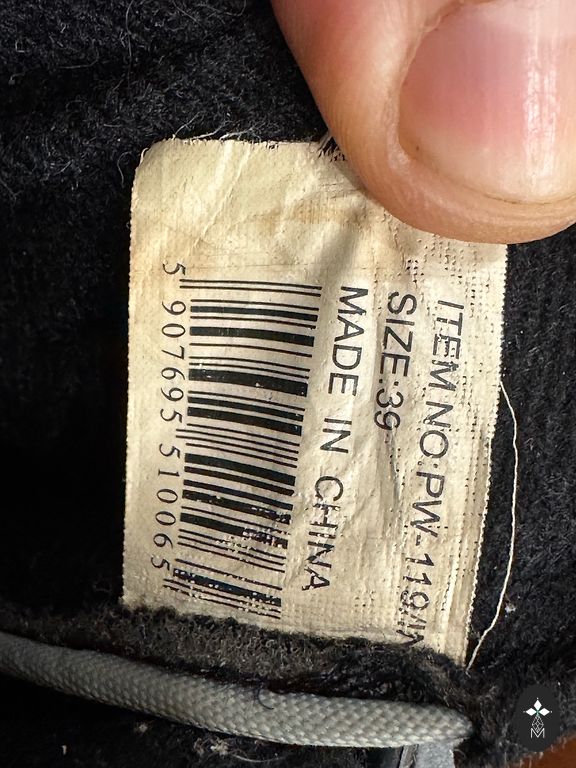 ITEM NO:PW-119/
SIZE:39
MADE IN CHINA
5 907695 510065